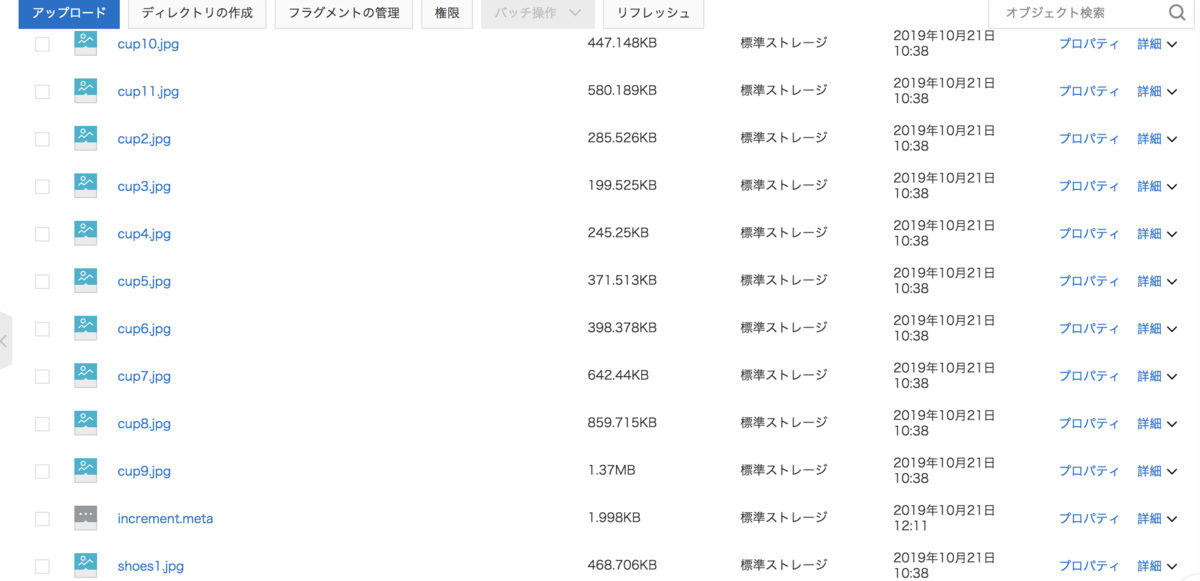 アップロード ディレクトリの作成 フラグメントの管理 権限 バッチ操作 リフレッシュ オブジェクト検索
cup10.jpg 447.148KB 標準ストレージ 2019年10月21日 プロパティ 詳細
10:38
cup11.jpg 580.189KB 標準ストレージ 2019年10月21日 プロパティ 詳細
10:38
cup2.jpg 285.526KB 標準ストレージ 2019年10月21日 プロパティ 詳細
10:38
cup3.jpg 199.525KB 標準ストレージ 2019年10月21日 プロパティ 詳細
10:38
cup4.jpg 245.25KB 標準ストレージ 2019年10月21日 プロパティ 詳細
10:38
cup5.jpg 371.513KB 標準ストレージ 2019年10月21日 プロパティ 詳細
10:38
cup6.jpg 398.378KB 標準ストレージ 2019年10月21日 プロパティ 詳細
10:38
cup7.jpg 642.44KB 標準ストレージ 2019年10月21日 プロパティ 詳細
10:38
cup8.jpg 859.715KB 標準ストレージ 2019年10月21日 プロパティ 詳細
10:38
cup9.jpg 1.37MB 標準ストレージ 2019年10月21日 プロパティ 詳細
10:38
increment.meta 1.998KB 標準ストレージ 2019年10月21日 プロパティ 詳細
12:11
shoes1.jpg 468.706KB 標準ストレージ 2019年10月21日 プロパティ 詳細
10:38